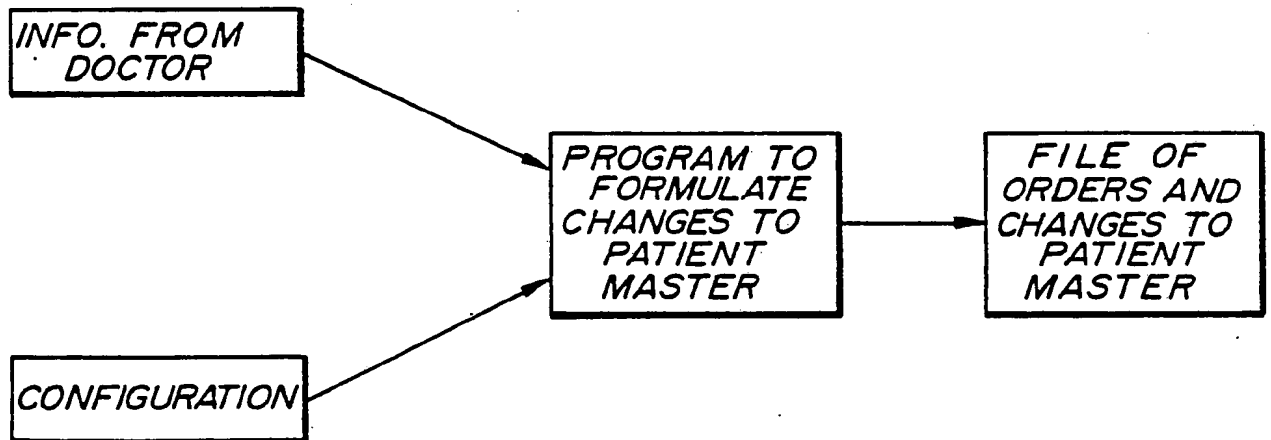 INFO. FROM
DOCTOR
PROGRAM TO
FORMULATE
CHANGES TO
PATIENT
MASTER
FILE OF
ORDERS AND
CHANGES TO
PATIENT
MASTER
CONFIGURATION